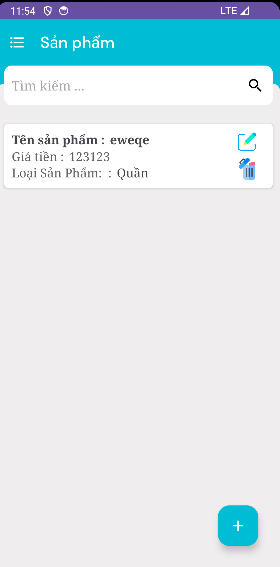 11:54 LTE
Sản phẩm
Tìm kiếm ...
Tên sản phẩm : eweqe
Giá tiền : 123123
Loại Sản Phẩm: : Quần
+